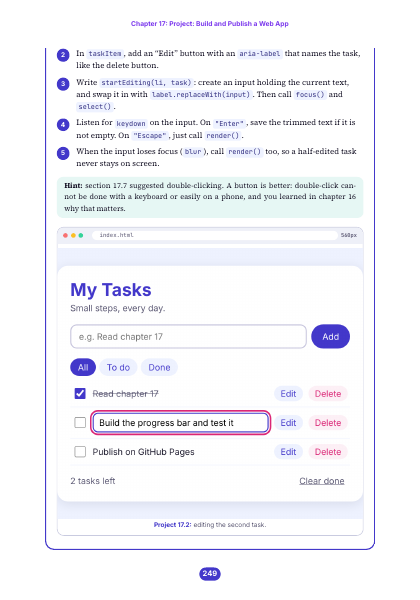 Chapter 17: Project: Build and Publish a Web App
2 In taskItem, add an “Edit” button with an aria-label that names the task,
like the delete button.
3 Write startEditing(li, task): create an input holding the current text,
and swap it in with label.replaceWith(input). Then call focus() and
select().
4 Listen for keydown on the input. On "Enter", save the trimmed text if it is
not empty. On "Escape", just call render().
5 When the input loses focus (blur), call render() too, so a half-edited task
never stays on screen.
Hint: section 17.7 suggested double-clicking. A button is better: double-click can-
not be done with a keyboard or easily on a phone, and you learned in chapter 16
why that matters.
index.html 560px
My Tasks
Small steps, every day.
e.g. Read chapter 17 Add
All To do Done
Read chapter 17 Edit Delete
Build the progress bar and test it Edit Delete
Publish on GitHub Pages Edit Delete
2 tasks left Clear done
Project 17.2: editing the second task.
249